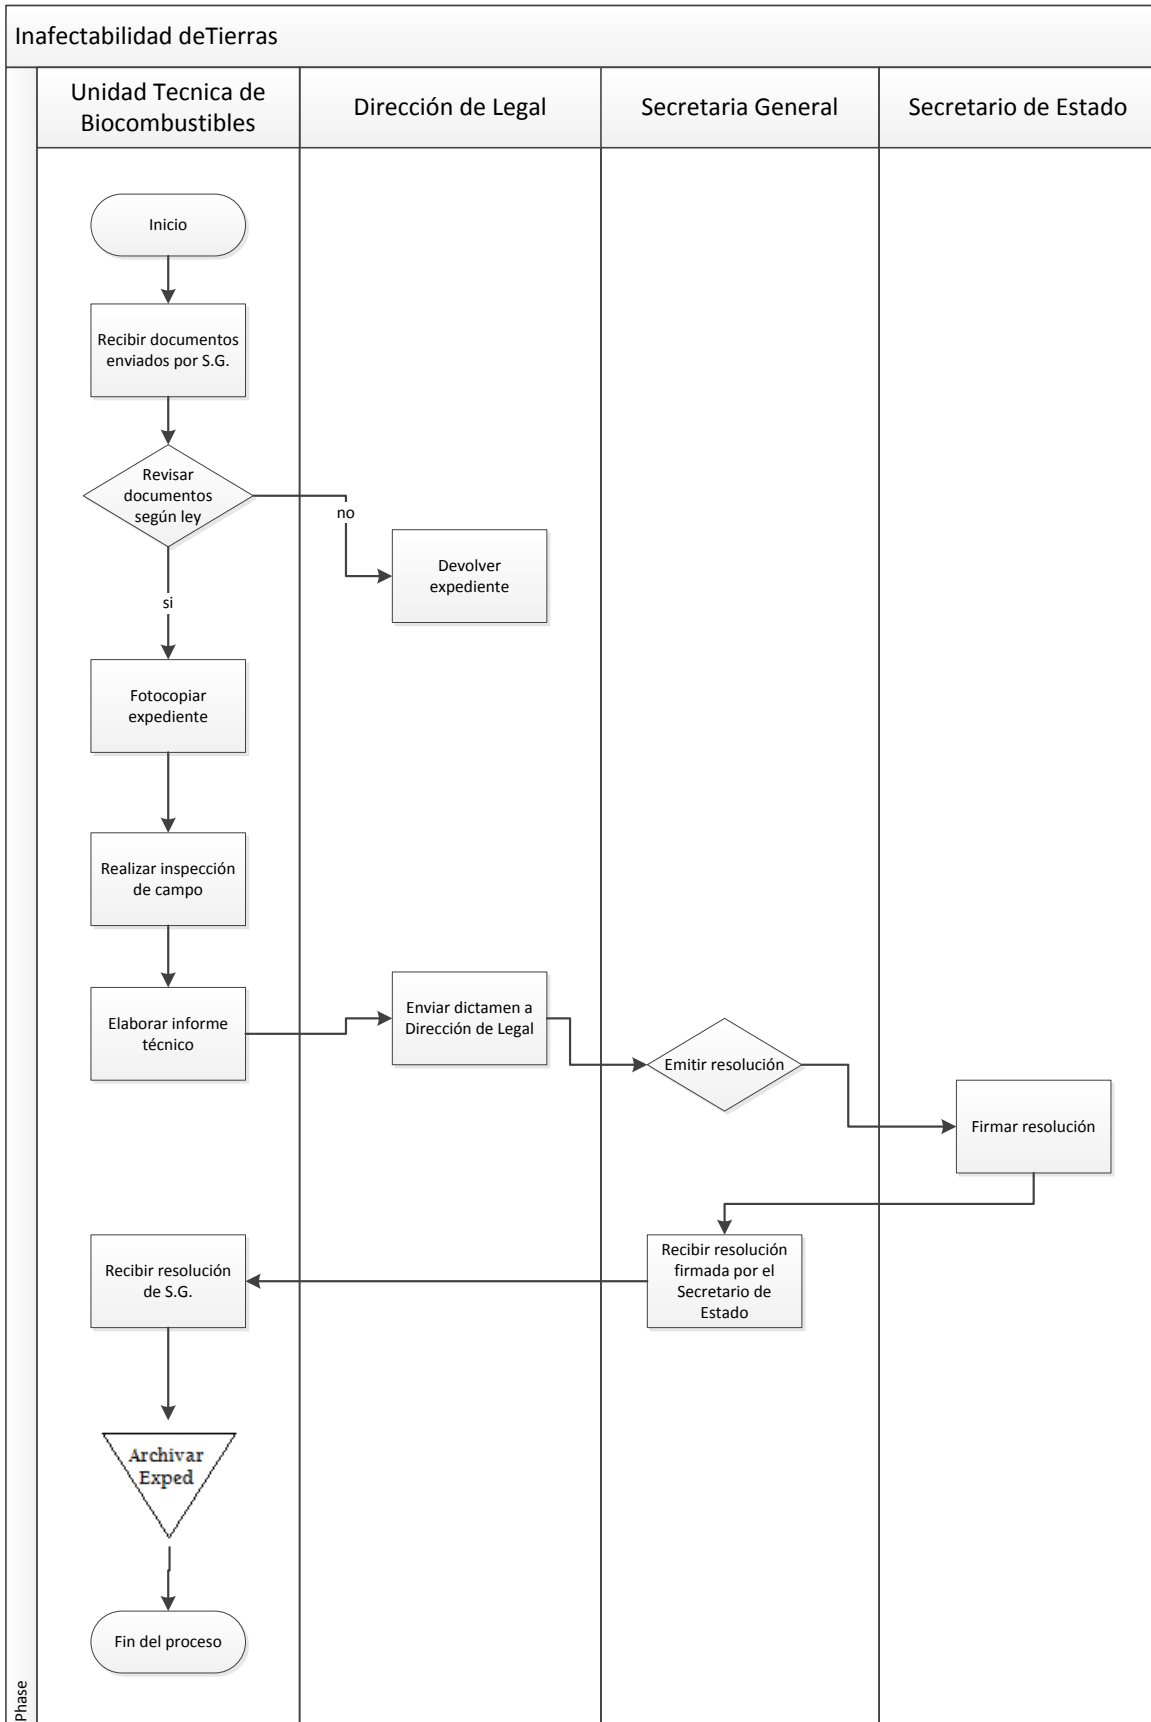 Inafectabilidad deTierras
Unidad Tecnica de
Biocombustibles
Dirección de Legal
Secretaria General
Secretario de Estado
Inicio
Recibir documentos
enviados por S.G.
Revisar
documentos
según ley
no
Devolver
expediente
si
Fotocopiar
expediente
Realizar inspección
de campo
Elaborar informe
técnico
Enviar dictamen a
Dirección de Legal
Emitir resolución
Firmar resolución
Recibir resolución
firmada por el
Secretario de
Estado
Recibir resolución
de S.G.
Archivar
Exped
Fin del proceso
Phase